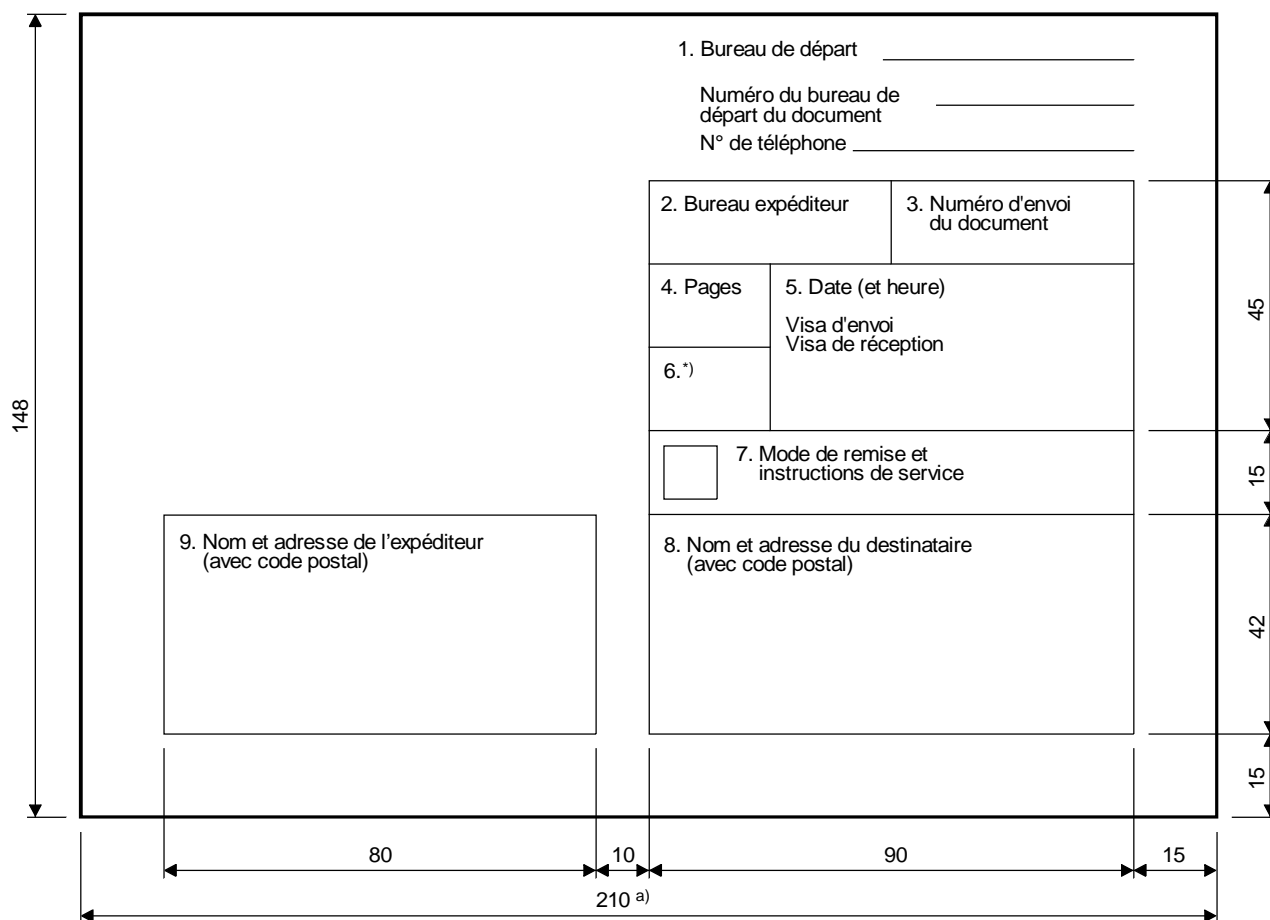 1. Bureau de départ
Numéro du bureau de
départ du document
N° de téléphone
2. Bureau expéditeur
3. Numéro d'envoi
du document
4. Pages
5. Date (et heure)
Visa d'envoi
Visa de réception
6.*)
7. Mode de remise et
instructions de service
9. Nom et adresse de l’expéditeur
(avec code postal)
8. Nom et adresse du destinataire
(avec code postal)
148
45
15
42
15
80
10
90
15
210 a)